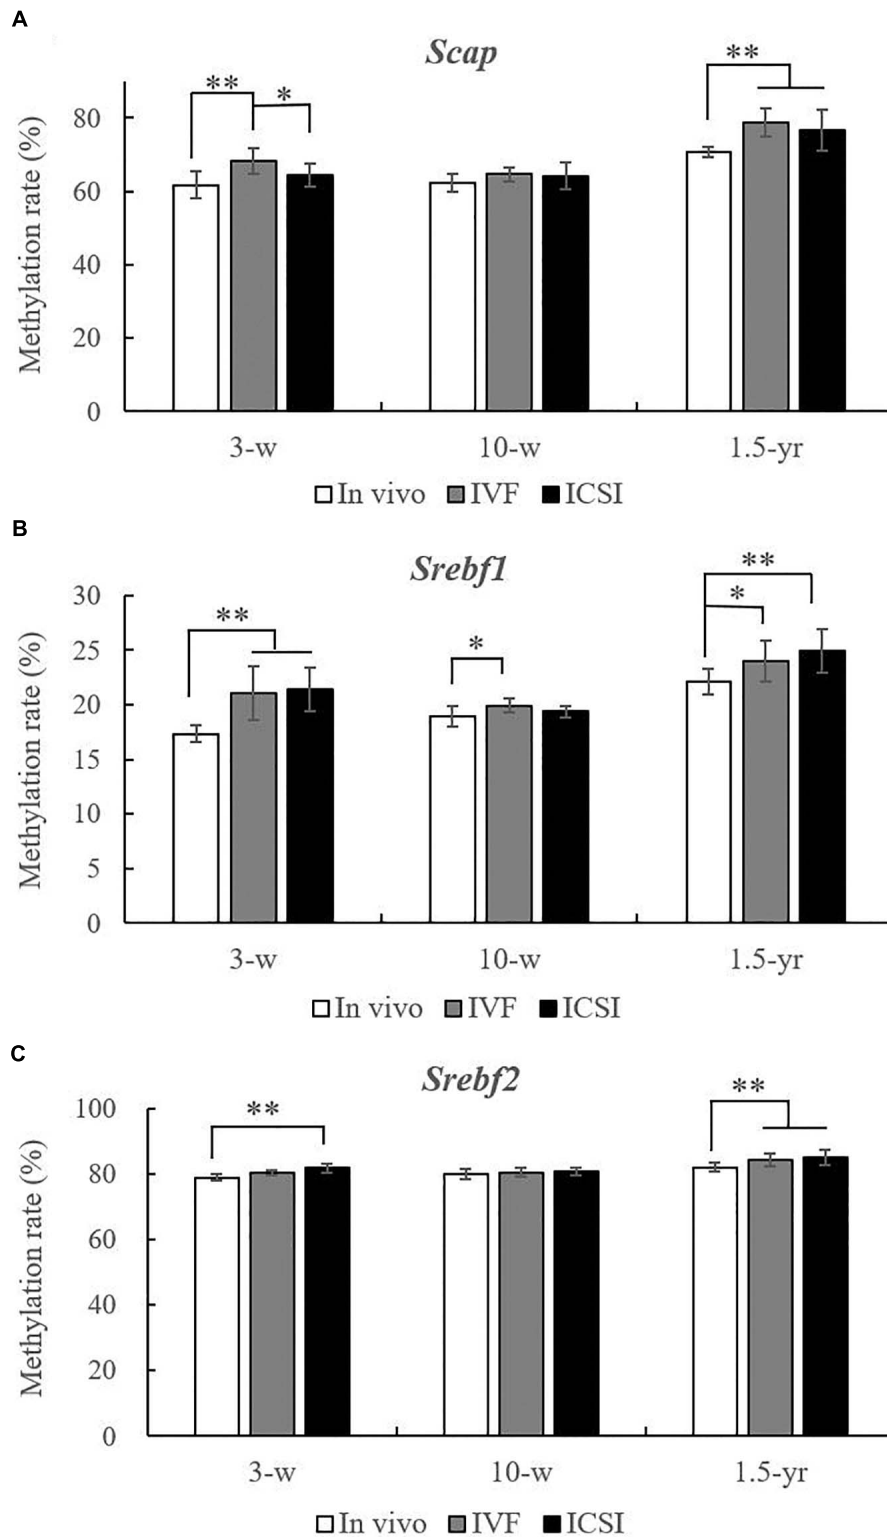 A
Scap
Methylation rate (%)
80
60
40
20
0
** * **
3-w 10-w 1.5-yr
In vivo IVF ICSI
B
Srebf1
Methylation rate (%)
30
25
20
15
10
5
0
** * * **
3-w 10-w 1.5-yr
In vivo IVF ICSI
C
Srebf2
Methylation rate (%)
100
80
60
40
20
0
** **
3-w 10-w 1.5-yr
In vivo IVF ICSI